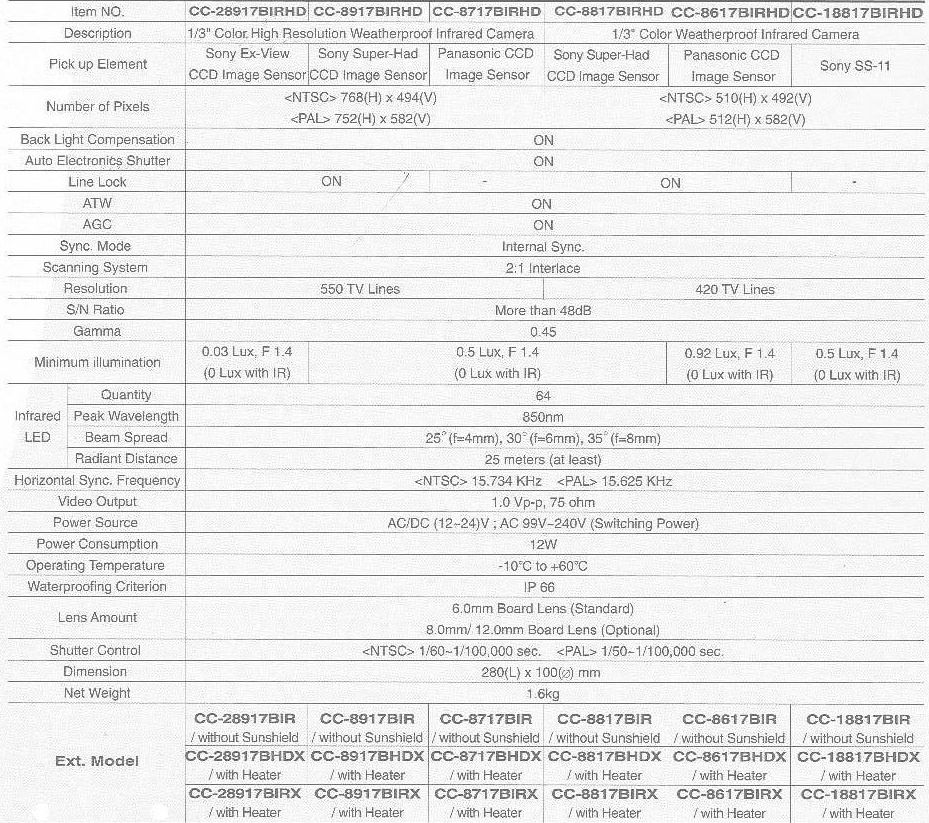 Item NO. CC-28917BIRHD CC-8917BIRHD CC-8717BIRHD CC-8817BIRHD CC-8617BIRHD CC-18817BIRHD
Description 1/3" Color High Resolution Weatherproof Infrared Camera 1/3" Color Weatherproof Infrared Camera
Pick up Element Sony Ex-View CCD Image Sensor Sony Super-Had CCD Image Sensor Panasonic CCD Image Sensor Sony Super-Had CCD Image Sensor Panasonic CCD Image Sensor Sony SS-11
Number of Pixels <NTSC> 768(H) x 494(V) <PAL> 752(H) x 582(V) <NTSC> 510(H) x 492(V) <PAL> 512(H) x 582(V)
Back Light Compensation ON
Auto Electronics Shutter ON
Line Lock ON - ON -
ATW ON
AGC ON
Sync. Mode Internal Sync.
Scanning System 2:1 Interlace
Resolution 550 TV Lines 420 TV Lines
S/N Ratio More than 48dB
Gamma 0.45
Minimum illumination 0.03 Lux, F 1.4 (0 Lux with IR) 0.5 Lux, F 1.4 (0 Lux with IR) 0.92 Lux, F 1.4 (0 Lux with IR) 0.5 Lux, F 1.4 (0 Lux with IR)
Infrared LED
Quantity 64
Peak Wavelength 850nm
Beam Spread 25°(f=4mm), 30°(f=6mm), 35°(f=8mm)
Radiant Distance 25 meters (at least)
Horizontal Sync. Frequency <NTSC> 15.734 KHz <PAL> 15.625 KHz
Video Output 1.0 Vp-p, 75 ohm
Power Source AC/DC (12~24)V ; AC 99V~240V (Switching Power)
Power Consumption 12W
Operating Temperature -10°C to +60°C
Waterproofing Criterion IP 66
Lens Amount 6.0mm Board Lens (Standard)
8.0mm/ 12.0mm Board Lens (Optional)
Shutter Control <NTSC> 1/60~1/100,000 sec. <PAL> 1/50~1/100,000 sec.
Dimension 280(L) x 100(∅) mm
Net Weight 1.6kg
Ext. Model
CC-28917BIR CC-8917BIR CC-8717BIR CC-8817BIR CC-8617BIR CC-18817BIR
/ without Sunshield / without Sunshield / without Sunshield / without Sunshield / without Sunshield / without Sunshield
CC-28917BHDX CC-8917BHDX CC-8717BHDX CC-8817BHDX CC-8617BHDX CC-18817BHDX
/ with Heater / with Heater / with Heater / with Heater / with Heater / with Heater
CC-28917BIRX CC-8917BIRX CC-8717BIRX CC-8817BIRX CC-8617BIRX CC-18817BIRX
/ with Heater / with Heater / with Heater / with Heater / with Heater / with Heater